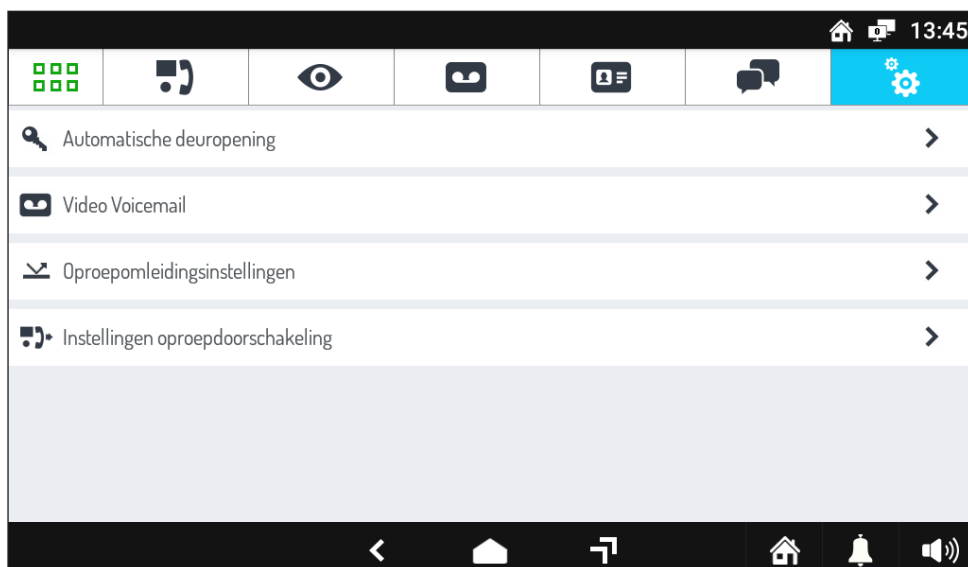 13:45
Automatische deuropening
Video Voicemail
Oproepomleidingsinstellingen
Instellingen oproepdoorschakeling